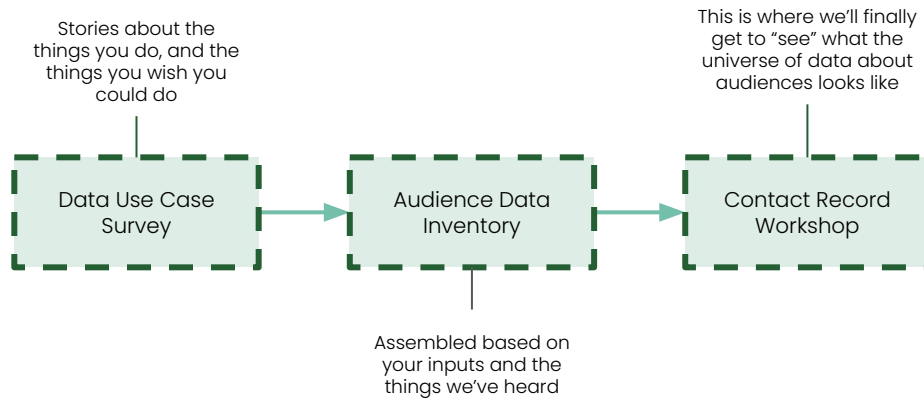 Stories about the
things you do, and the
things you wish you
could do
This is where we’ll finally
get to “see” what the
universe of data about
audiences looks like
Data Use Case
Survey
Audience Data
Inventory
Contact Record
Workshop
Assembled based on
your inputs and the
things we’ve heard